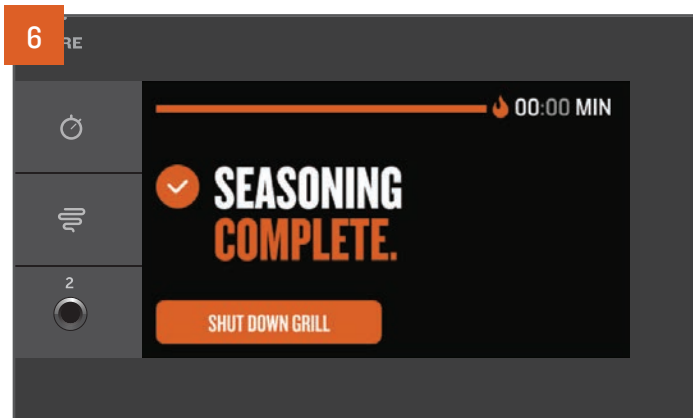 6
RE
00:00 MIN
SEASONING
COMPLETE.
2
SHUT DOWN GRILL